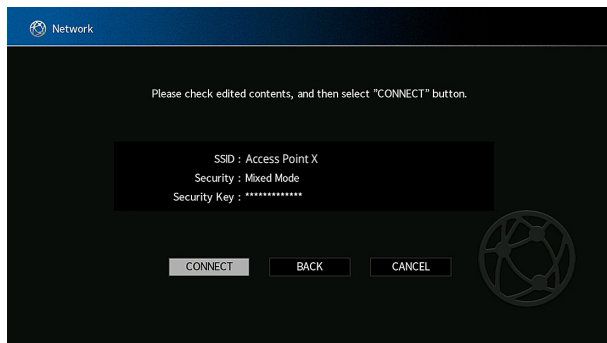 Network
Please check edited contents, and then select "CONNECT" button.
SSID : Access Point X
Security : Mixed Mode
Security Key : *************
CONNECT BACK CANCEL